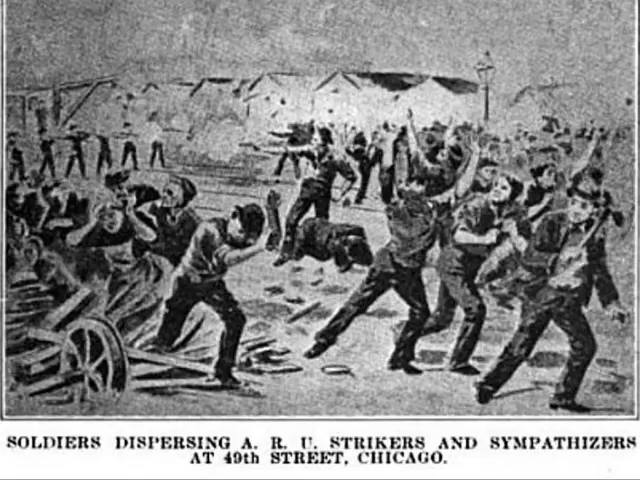 SOLDIERS DISPERSING A. R. U. STRIKERS AND SYMPATHIZERS
AT 49th STREET, CHICAGO.